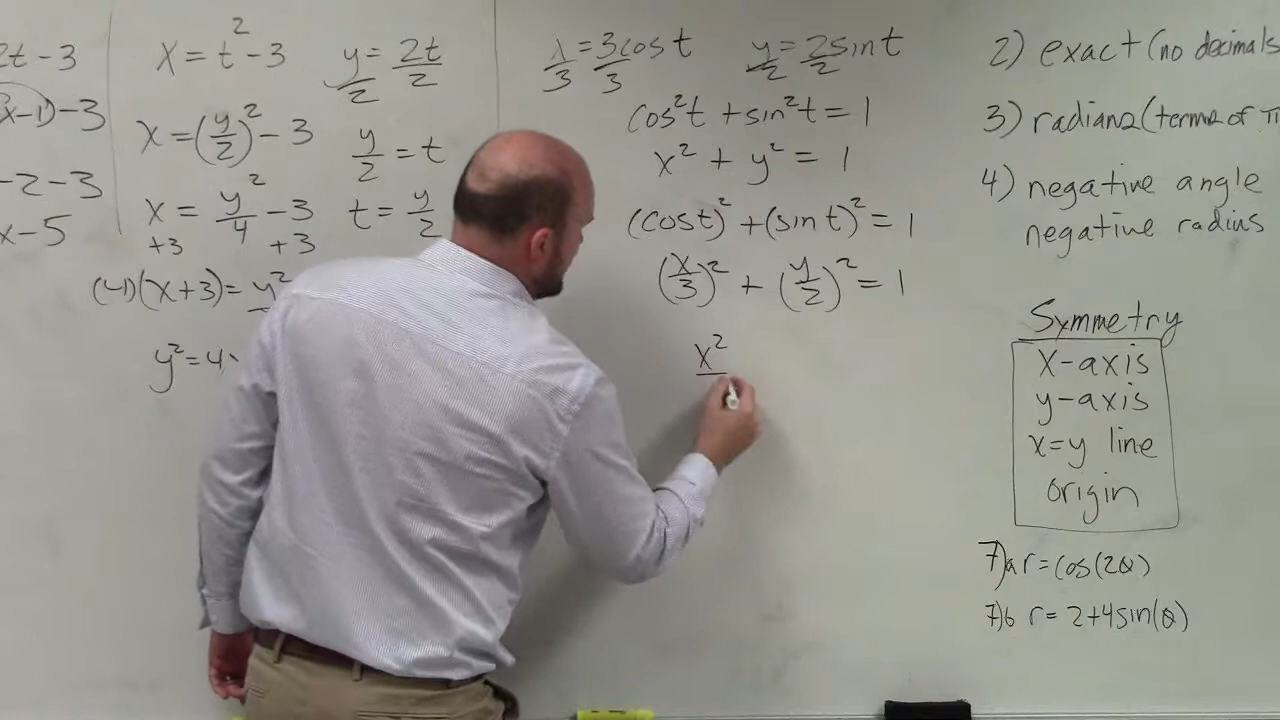 2t - 3
x-1) - 3
-2 - 3
x - 5
x = t² - 3
y/2 = 2t/2
x = (y/2)² - 3
y/2 = t
x = y²/4 - 3
+3 +3
t = y/2
(4)(x+3) = y²
y² = 4
x/3 = 3cos t/3
y/2 = 2sin t/2
cos²t + sin²t = 1
x² + y² = 1
(cos t)² + (sin t)² = 1
(x/3)² + (y/2)² = 1
x²
2) exact (no decimals
3) radians (terms of π
4) negative angle
negative radius
Symmetry
x-axis
y-axis
x=y line
origin
7)a r = cos(2θ)
7)b r = 2+4sin(θ)